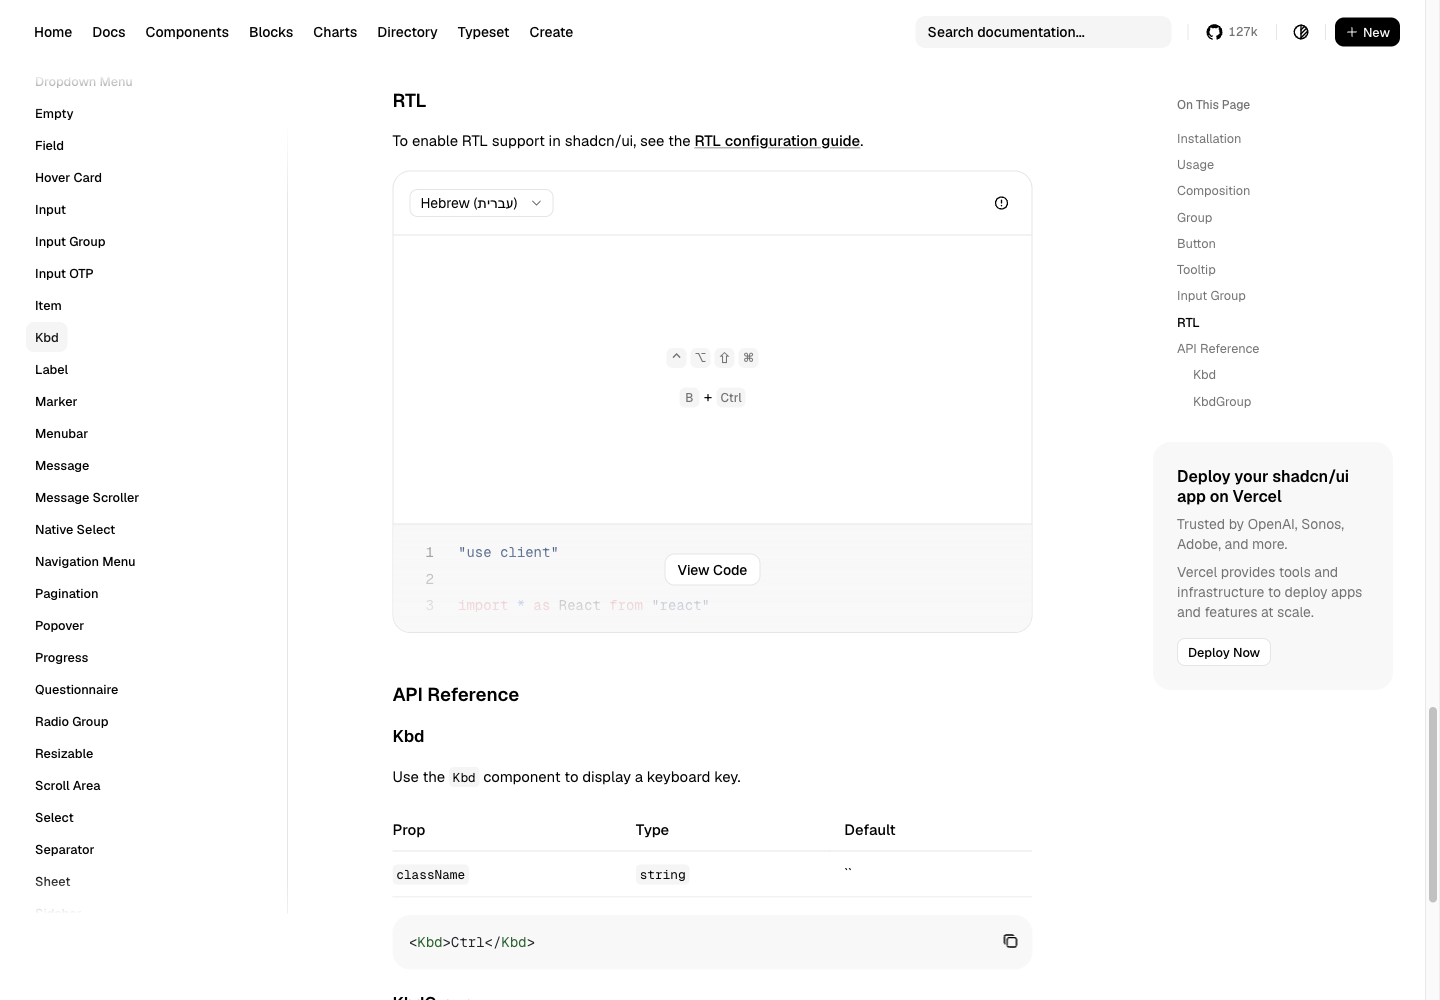 Home Docs Components Blocks Charts Directory Typeset Create
Search documentation...
127k
New
Dropdown Menu
Empty
Field
Hover Card
Input
Input Group
Input OTP
Item
Kbd
Label
Marker
Menubar
Message
Message Scroller
Native Select
Navigation Menu
Pagination
Popover
Progress
Questionnaire
Radio Group
Resizable
Scroll Area
Select
Separator
Sheet
RTL
To enable RTL support in shadcn/ui, see the RTL configuration guide.
Hebrew (עברית)
⌃ ⌥ ⇧ ⌘
B + Ctrl
1 "use client"
2
3 import * as React from "react"
View Code
API Reference
Kbd
Use the Kbd component to display a keyboard key.
Prop Type Default
className string ``
<Kbd>Ctrl</Kbd>
On This Page
Installation
Usage
Composition
Group
Button
Tooltip
Input Group
RTL
API Reference
Kbd
KbdGroup
Deploy your shadcn/ui
app on Vercel
Trusted by OpenAI, Sonos,
Adobe, and more.
Vercel provides tools and
infrastructure to deploy apps
and features at scale.
Deploy Now